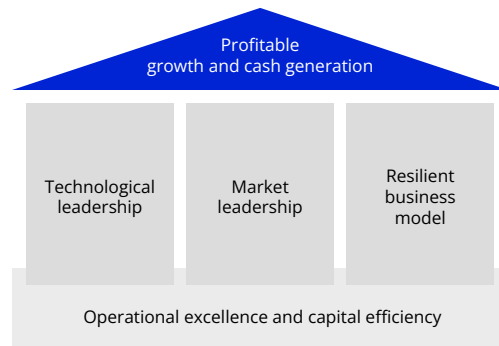 Profitable
growth and cash generation
Technological
leadership
Market
leadership
Resilient
business
model
Operational excellence and capital efficiency